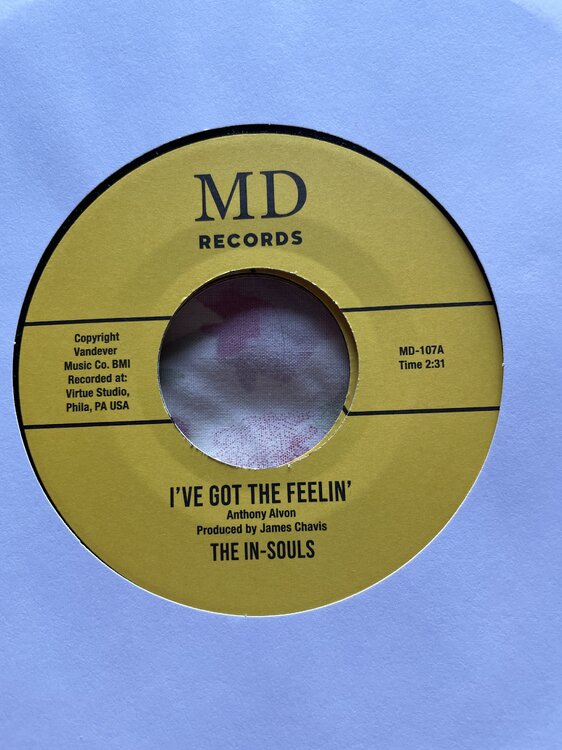 MD
RECORDS
Copyright
Vandever
Music Co. BMI
Recorded at:
Virtue Studio,
Phila, PA USA
MD-107A
Time 2:31
I'VE GOT THE FEELIN'
Anthony Alvon
Produced by James Chavis
THE IN-SOULS